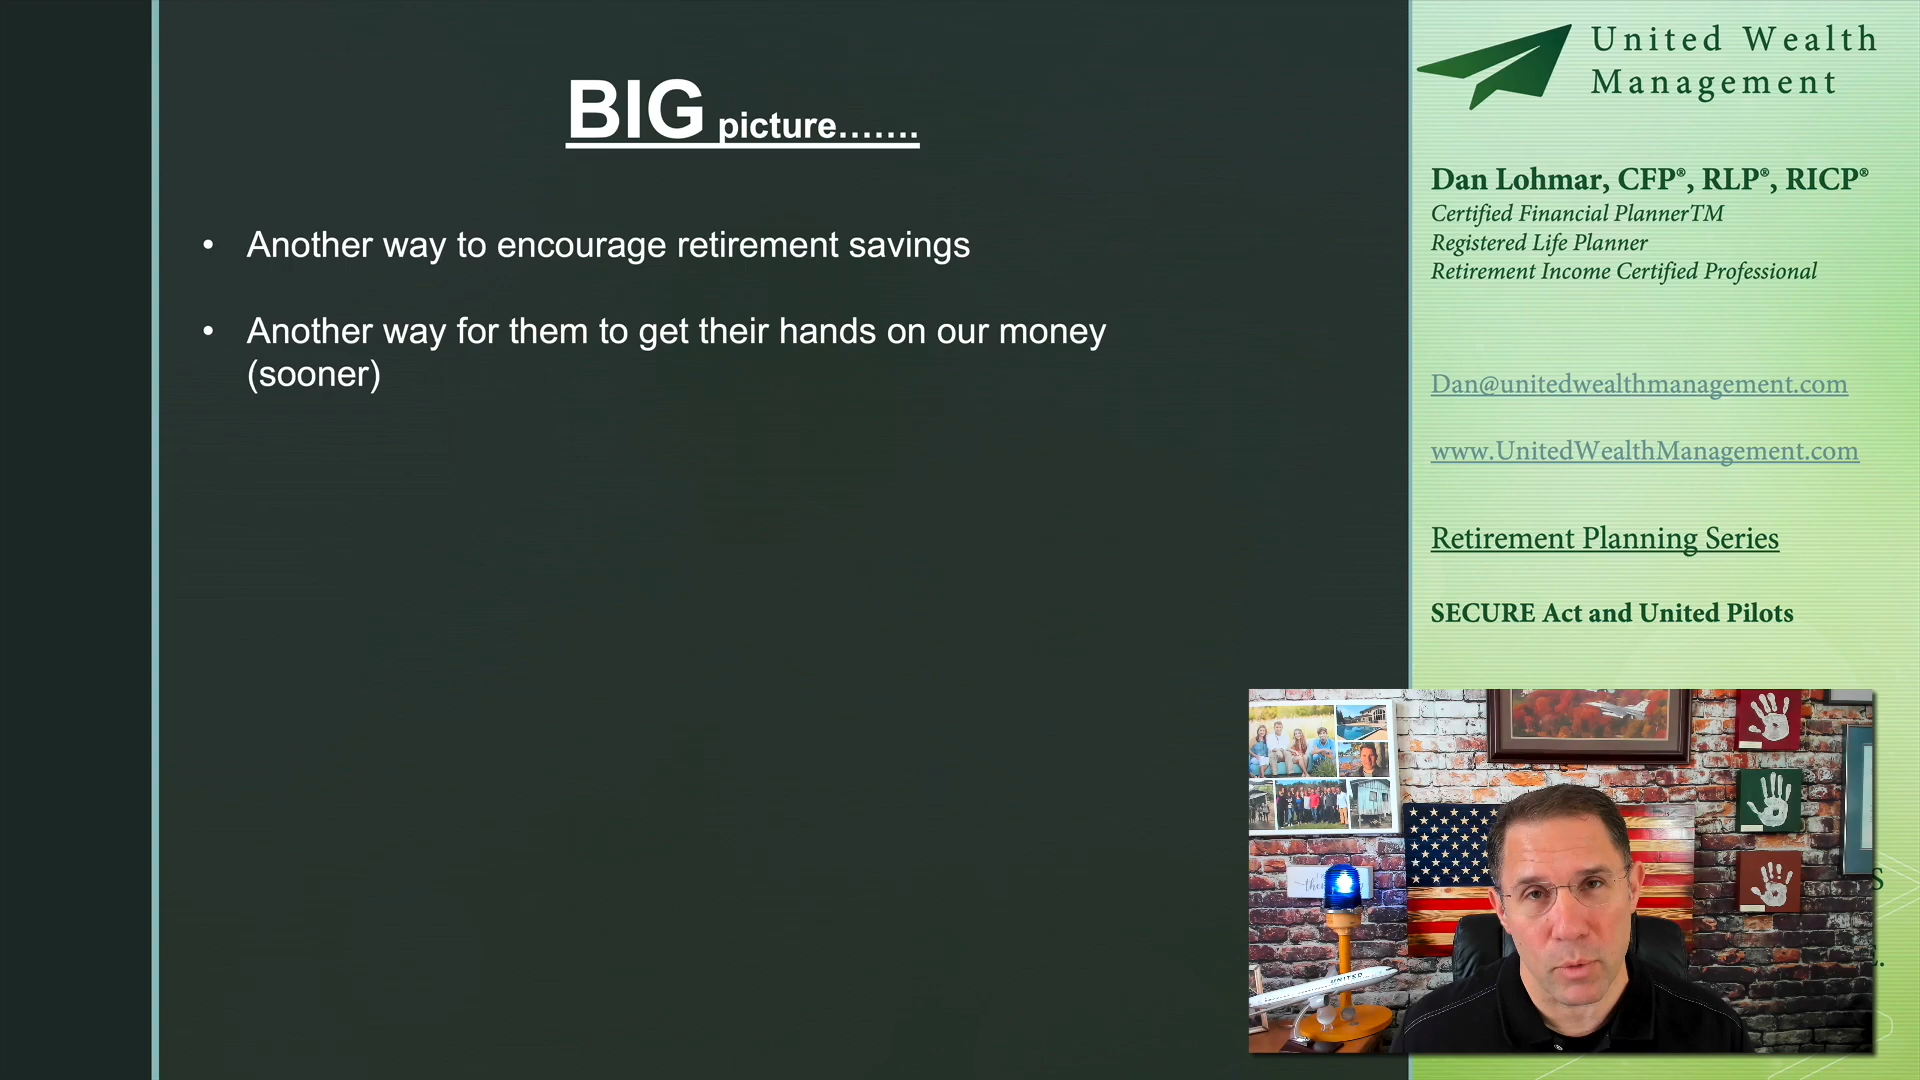 BIG picture…….
• Another way to encourage retirement savings
• Another way for them to get their hands on our money
(sooner)
United Wealth
Management
Dan Lohmar, CFP®, RLP®, RICP®
Certified Financial PlannerTM
Registered Life Planner
Retirement Income Certified Professional
Dan@unitedwealthmanagement.com
www.UnitedWealthManagement.com
Retirement Planning Series
SECURE Act and United Pilots
UNITED